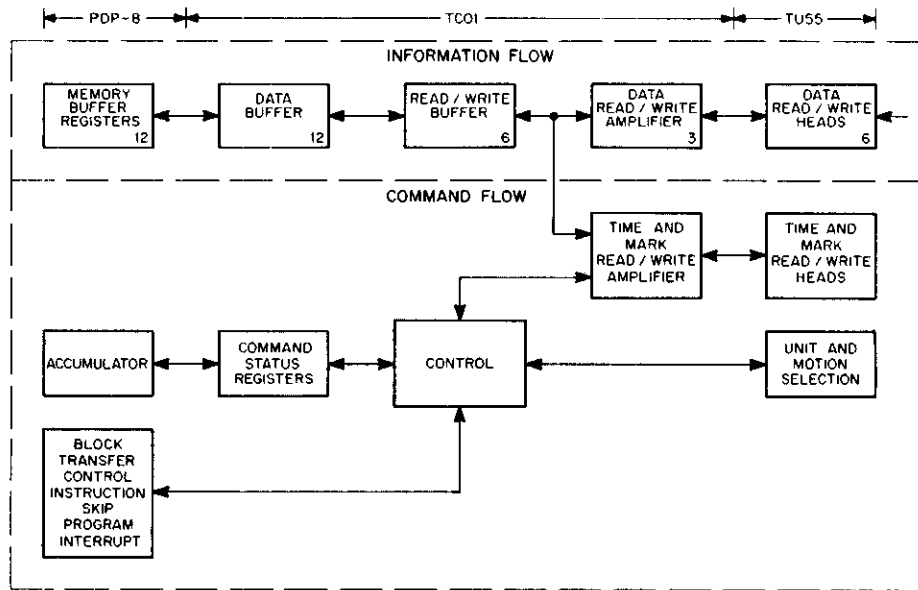 PDP-8
TC01
TU55
INFORMATION FLOW
MEMORY
BUFFER
REGISTERS
12
DATA
BUFFER
12
READ / WRITE
BUFFER
6
DATA
READ / WRITE
AMPLIFIER
3
DATA
READ / WRITE
HEADS
6
COMMAND FLOW
TIME AND
MARK
READ / WRITE
AMPLIFIER
TIME AND
MARK
READ / WRITE
HEADS
ACCUMULATOR
COMMAND
STATUS
REGISTERS
CONTROL
UNIT AND
MOTION
SELECTION
BLOCK
TRANSFER
CONTROL
INSTRUCTION
SKIP
PROGRAM
INTERRUPT